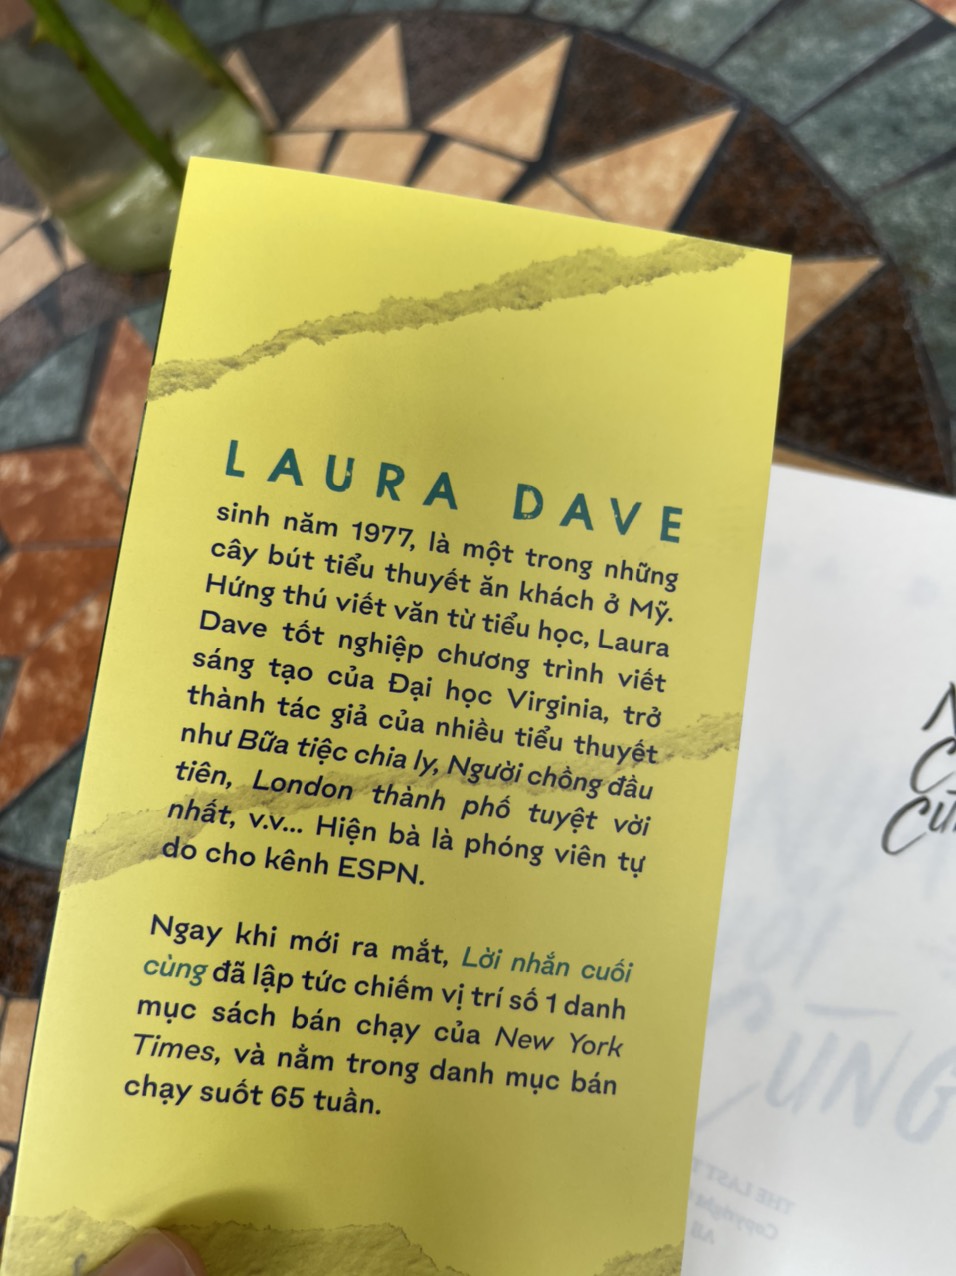 LAURA DAVE
sinh năm 1977, là một trong những
cây bút tiểu thuyết ăn khách ở Mỹ.
Hứng thú viết văn từ tiểu học, Laura
Dave tốt nghiệp chương trình viết
sáng tạo của Đại học Virginia, trở
thành tác giả của nhiều tiểu thuyết
như Bữa tiệc chia ly, Người chồng đầu
tiên, London thành phố tuyệt vời
nhất, v.v... Hiện bà là phóng viên tự
do cho kênh ESPN.
Ngay khi mới ra mắt, Lời nhắn cuối
cùng đã lập tức chiếm vị trí số 1 danh
mục sách bán chạy của New York
Times, và nằm trong danh mục bán
chạy suốt 65 tuần.